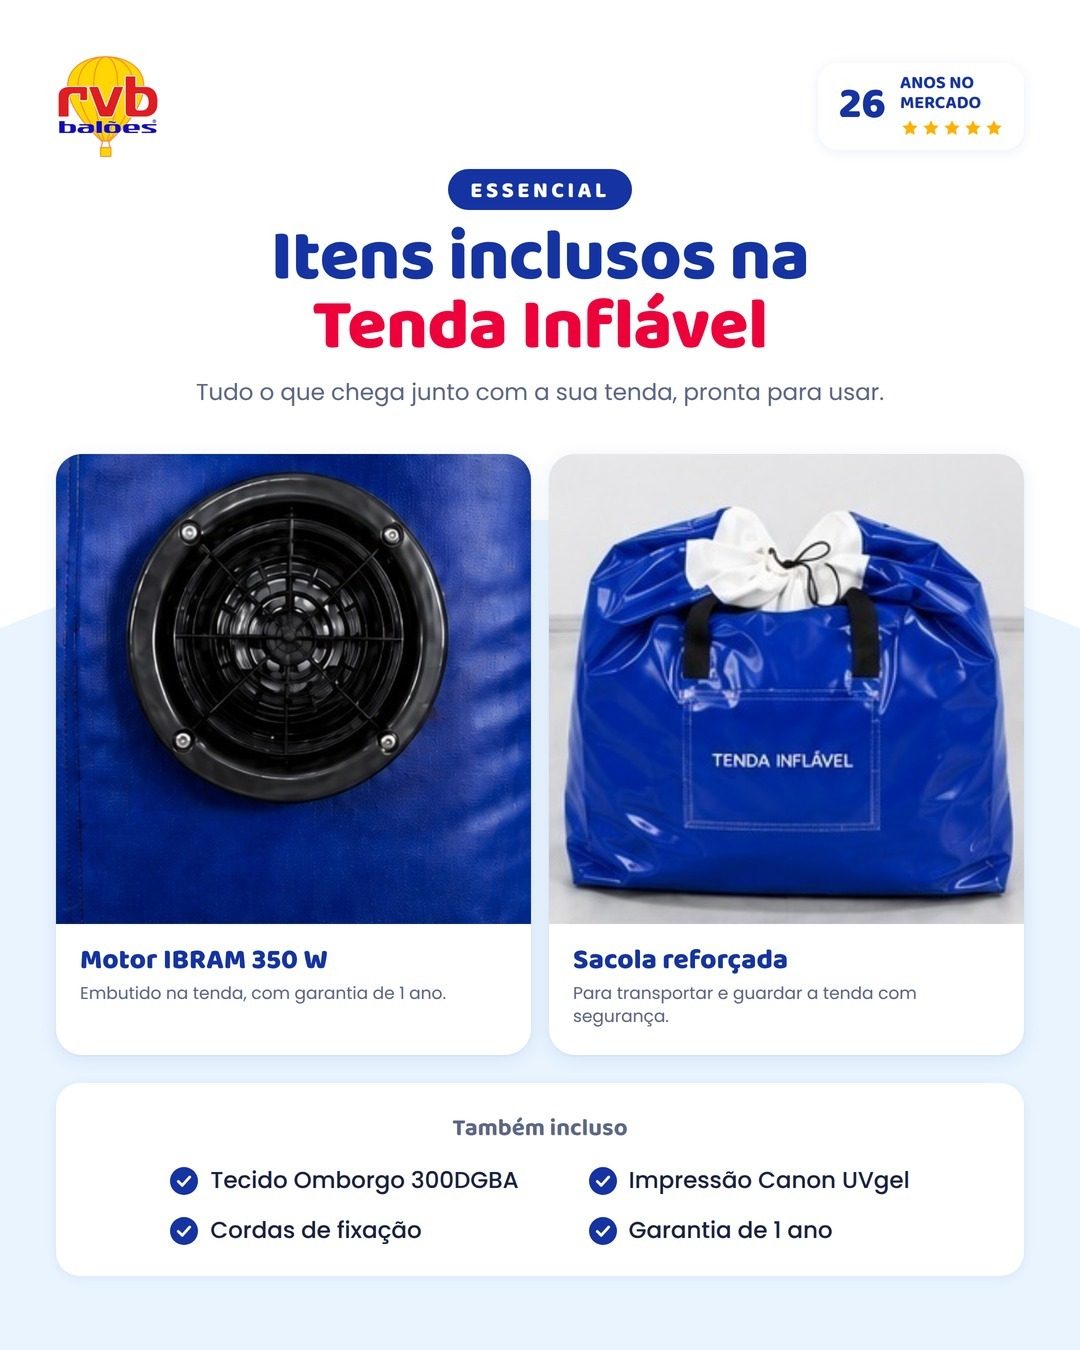 rvb
balões
26
ANOS NO
MERCADO
ESSENCIAL
Itens inclusos na
Tenda Inflável
Tudo o que chega junto com a sua tenda, pronta para usar.
TENDA INFLÁVEL
Motor IBRAM 350 W
Embutido na tenda, com garantia de 1 ano.
Sacola reforçada
Para transportar e guardar a tenda com
segurança.
Também incluso
Tecido Omborgo 300DGBA
Impressão Canon UVgel
Cordas de fixação
Garantia de 1 ano